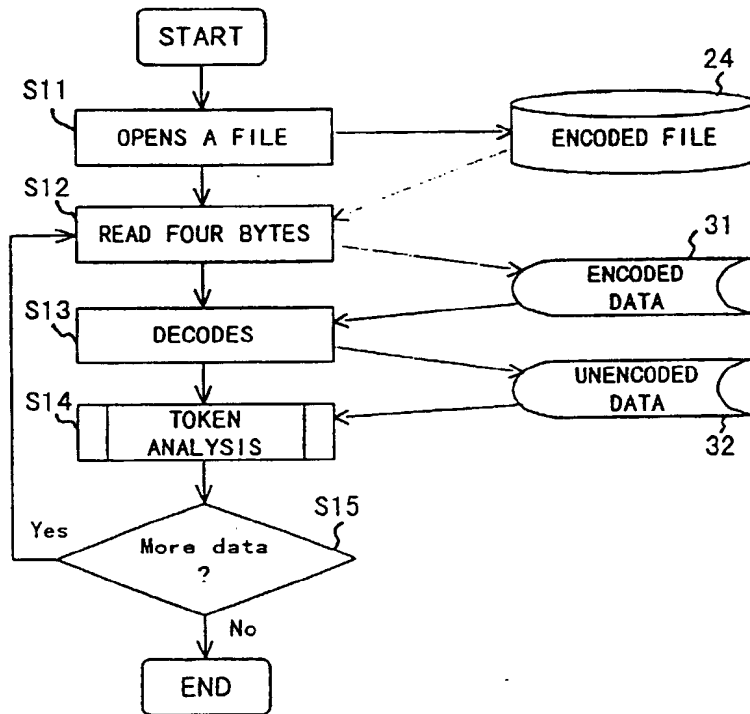 START
24
S11
OPENS A FILE
ENCODED FILE
S12
READ FOUR BYTES
31
ENCODED
DATA
S13
DECODES
UNENCODED
DATA
S14
TOKEN
ANALYSIS
32
S15
Yes
More data
?
No
END